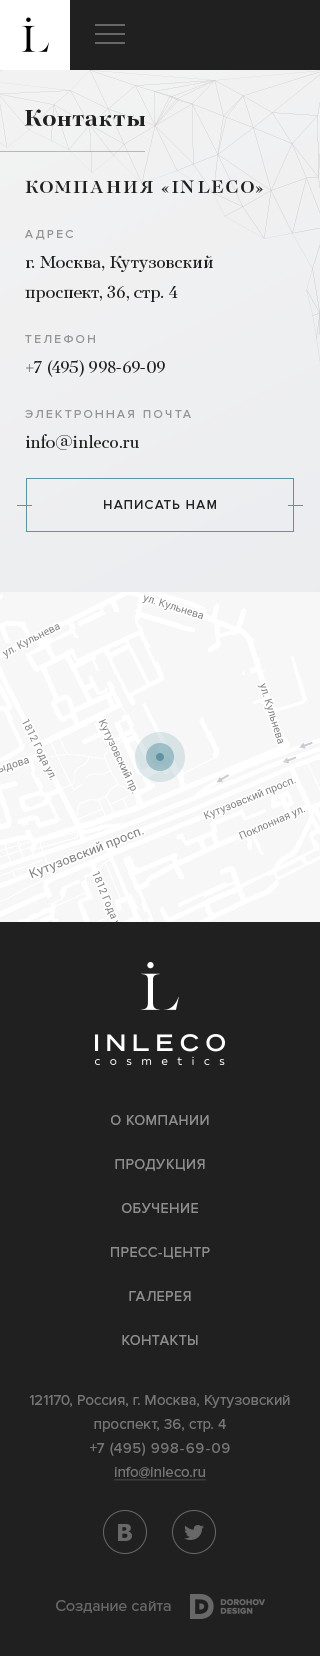 iL
Контакты
КОМПАНИЯ «INLECO»
АДРЕС
г. Москва, Кутузовский
проспект, 36, стр. 4
ТЕЛЕФОН
+7 (495) 998-69-09
ЭЛЕКТРОННАЯ ПОЧТА
info@inleco.ru
НАПИСАТЬ НАМ
ул. Кульнева
ул. Кульнева
ул. Кульнева
1812 Года ул.
Кутузовский пр.
ыдова
Кутузовский просп.
Поклонная ул.
Кутузовский просп.
1812 Года
iL
INLECO
cosmetics
О КОМПАНИИ
ПРОДУКЦИЯ
ОБУЧЕНИЕ
ПРЕСС-ЦЕНТР
ГАЛЕРЕЯ
КОНТАКТЫ
121170, Россия, г. Москва, Кутузовский
проспект, 36, стр. 4
+7 (495) 998-69-09
info@inleco.ru
B
Создание сайта
D DOROHOV
DESIGN